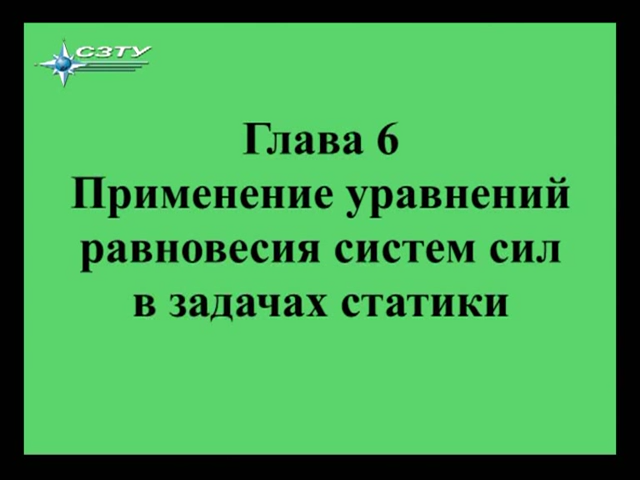 СЗТУ
Глава 6
Применение уравнений
равновесия систем сил
в задачах статики